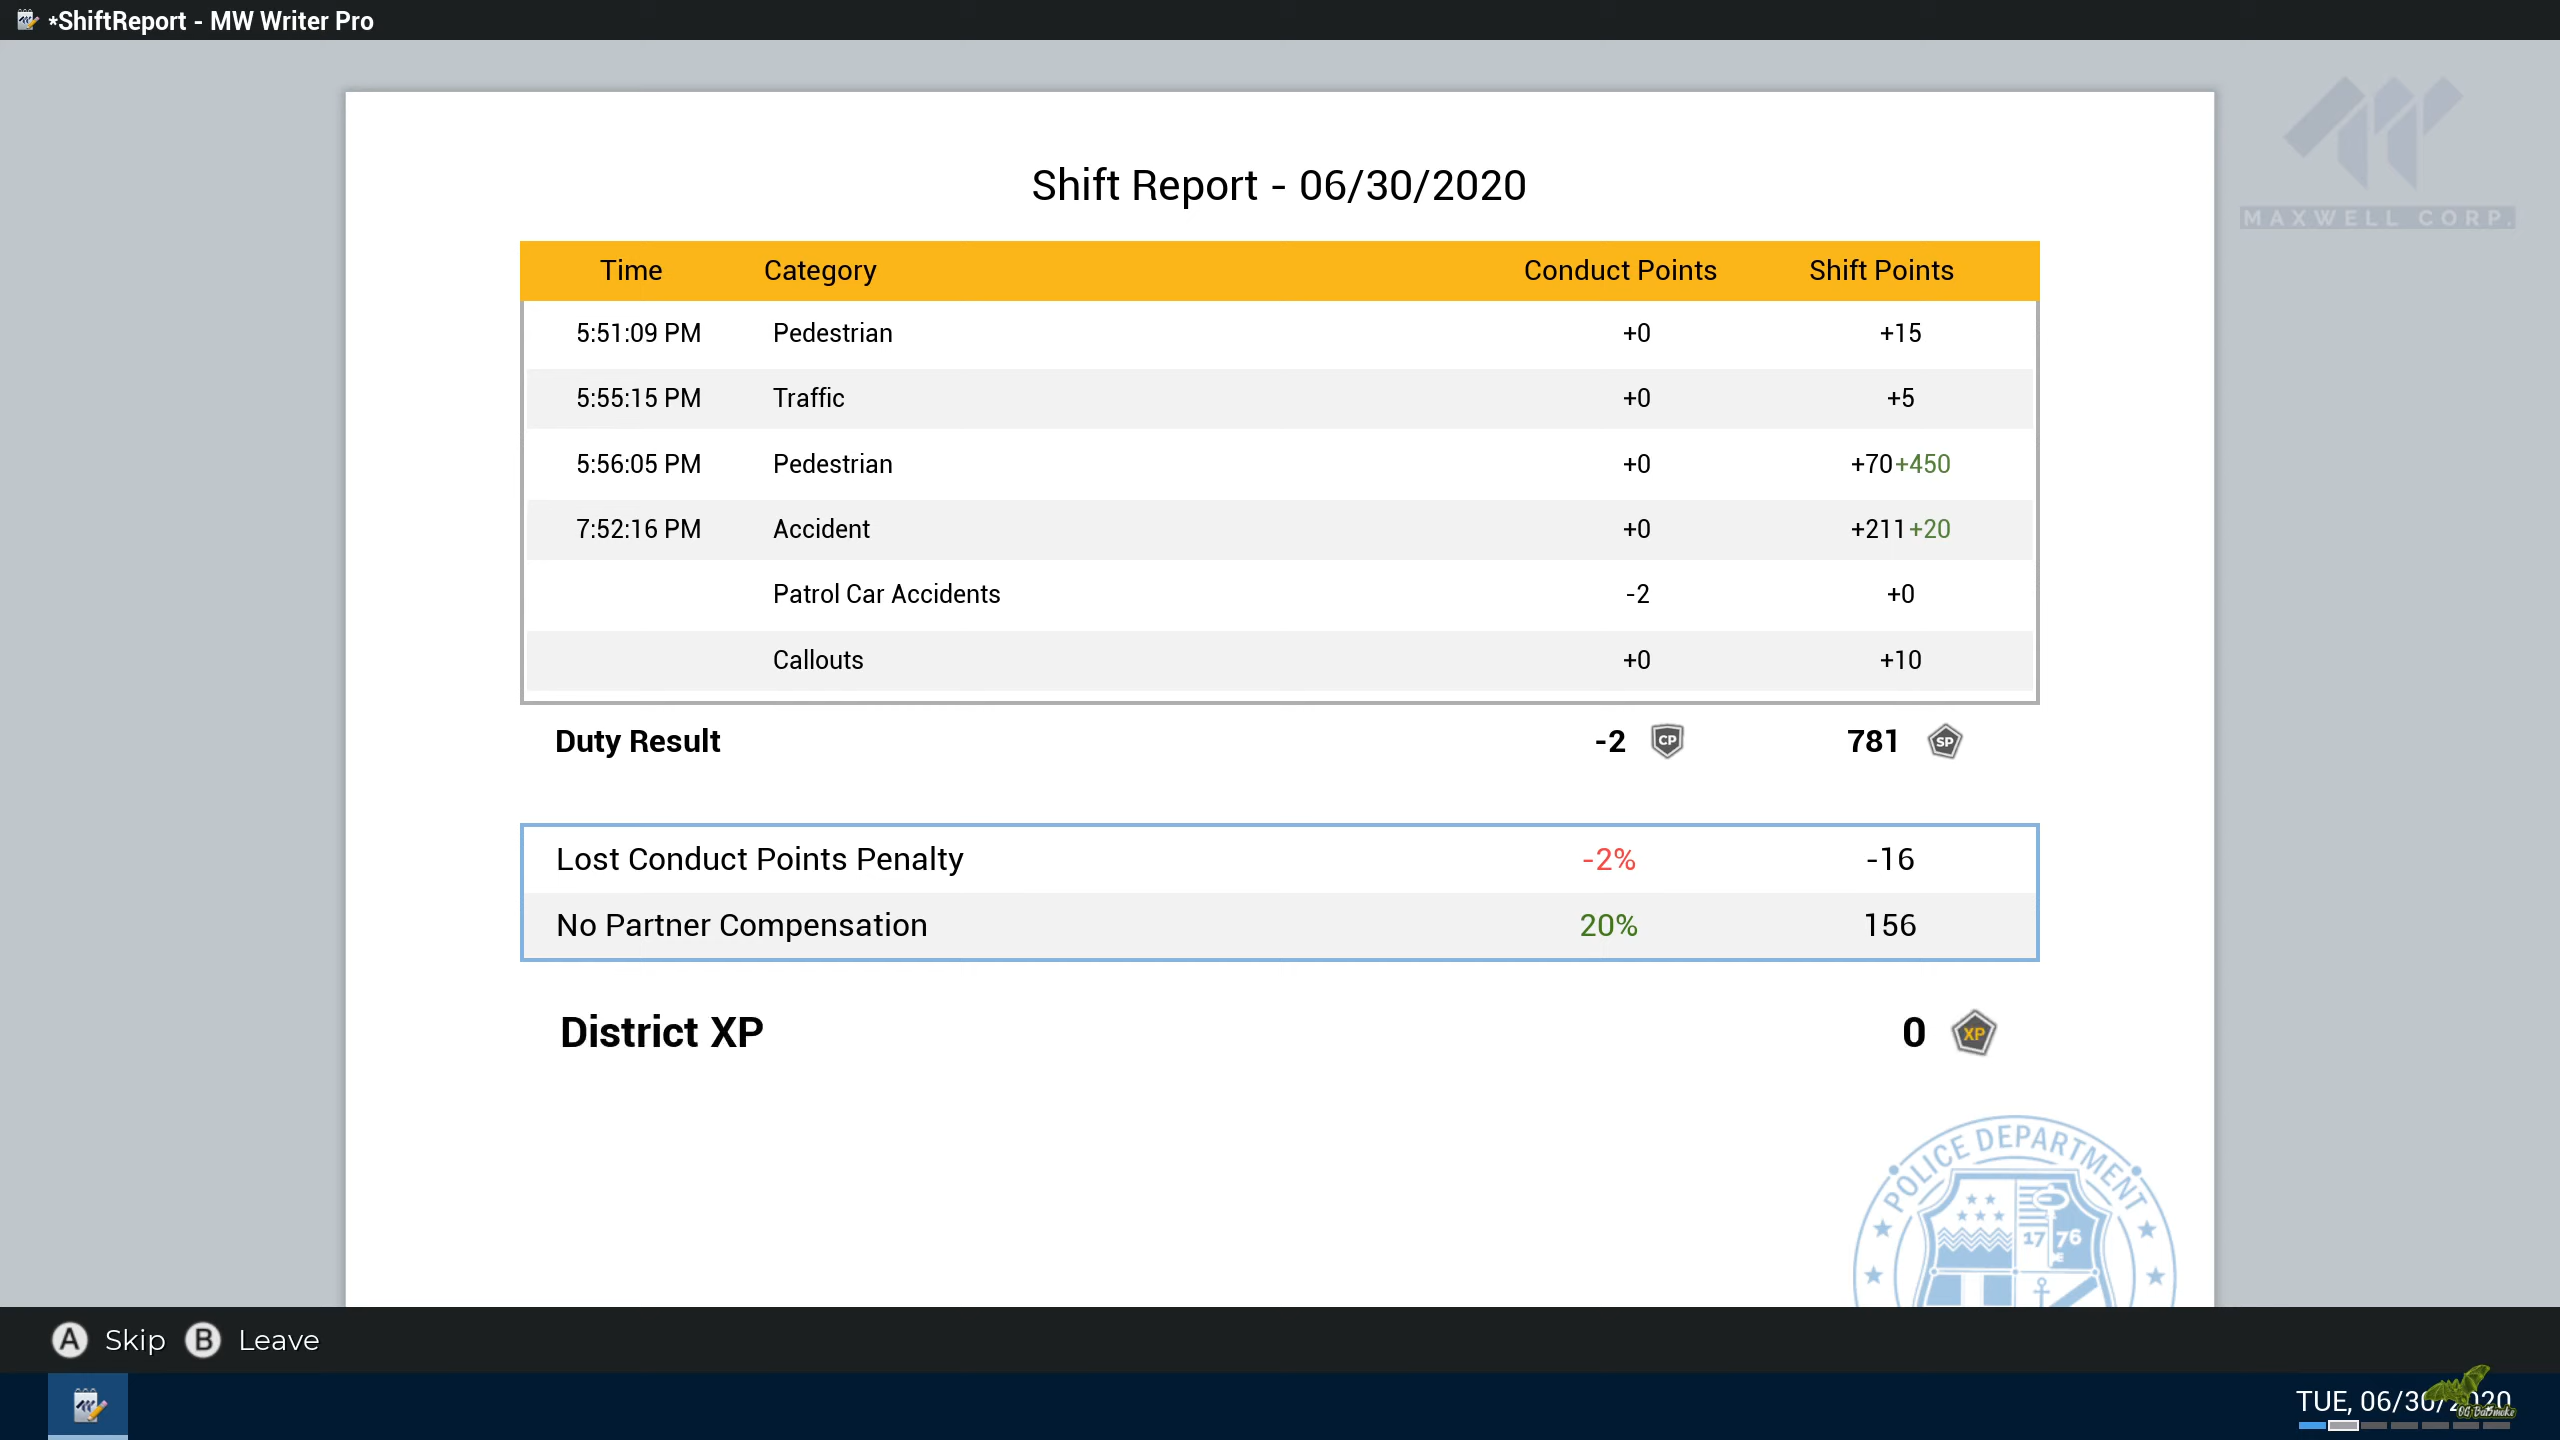 *ShiftReport - MW Writer Pro
MAXWELL CORP.
Shift Report - 06/30/2020
Time Category Conduct Points Shift Points
5:51:09 PM Pedestrian +0 +15
5:55:15 PM Traffic +0 +5
5:56:05 PM Pedestrian +0 +70+450
7:52:16 PM Accident +0 +211+20
Patrol Car Accidents -2 +0
Callouts +0 +10
Duty Result -2 CP 781 SP
Lost Conduct Points Penalty -2% -16
No Partner Compensation 20% 156
District XP 0 XP
POLICE DEPARTMENT
1776
A Skip B Leave
TUE, 06/30/2020
OG BatSmoke